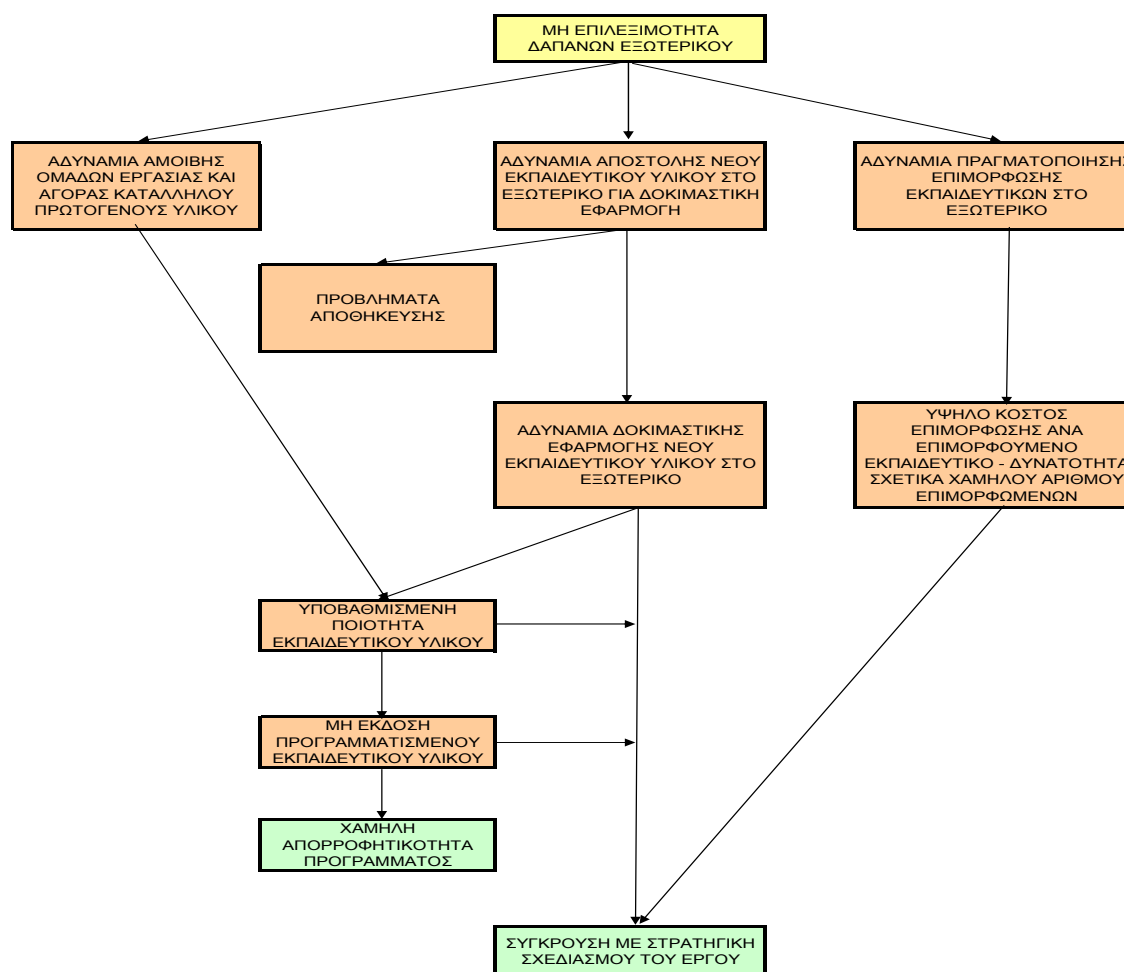 ΜΗ ΕΠΙΛΕΞΙΜΟΤΗΤΑ
ΔΑΠΑΝΩΝ ΕΞΩΤΕΡΙΚΟΥ
ΑΔΥΝΑΜΙΑ ΑΜΟΙΒΗΣ
ΟΜΑΔΩΝ ΕΡΓΑΣΙΑΣ ΚΑΙ
ΑΓΟΡΑΣ ΚΑΤΑΛΛΗΛΟΥ
ΠΡΩΤΟΓΕΝΟΥΣ ΥΛΙΚΟΥ
ΑΔΥΝΑΜΙΑ ΑΠΟΣΤΟΛΗΣ ΝΕΟΥ
ΕΚΠΑΙΔΕΥΤΙΚΟΥ ΥΛΙΚΟΥ ΣΤΟ
ΕΞΩΤΕΡΙΚΟ ΓΙΑ ΔΟΚΙΜΑΣΤΙΚΗ
ΕΦΑΡΜΟΓΗ
ΑΔΥΝΑΜΙΑ ΠΡΑΓΜΑΤΟΠΟΙΗΣΗΣ
ΕΠΙΜΟΡΦΩΣΗΣ
ΕΚΠΑΙΔΕΥΤΙΚΩΝ ΣΤΟ
ΕΞΩΤΕΡΙΚΟ
ΠΡΟΒΛΗΜΑΤΑ
ΑΠΟΘΗΚΕΥΣΗΣ
ΑΔΥΝΑΜΙΑ ΔΟΚΙΜΑΣΤΙΚΗΣ
ΕΦΑΡΜΟΓΗΣ ΝΕΟΥ
ΕΚΠΑΙΔΕΥΤΙΚΟΥ ΥΛΙΚΟΥ ΣΤΟ
ΕΞΩΤΕΡΙΚΟ
ΥΨΗΛΟ ΚΟΣΤΟΣ
ΕΠΙΜΟΡΦΩΣΗΣ ΑΝΑ
ΕΠΙΜΟΡΦΟΥΜΕΝΟ
ΕΚΠΑΙΔΕΥΤΙΚΟ - ΔΥΝΑΤΟΤΗΤΑ
ΣΧΕΤΙΚΑ ΧΑΜΗΛΟΥ ΑΡΙΘΜΟΥ
ΕΠΙΜΟΡΦΩΜΕΝΩΝ
ΥΠΟΒΑΘΜΙΣΜΕΝΗ
ΠΟΙΟΤΗΤΑ
ΕΚΠΑΙΔΕΥΤΙΚΟΥ ΥΛΙΚΟΥ
ΜΗ ΕΚΔΟΣΗ
ΠΡΟΓΡΑΜΜΑΤΙΣΜΕΝΟΥ
ΕΚΠΑΙΔΕΥΤΙΚΟΥ ΥΛΙΚΟΥ
ΧΑΜΗΛΗ
ΑΠΟΡΡΟΦΗΤΙΚΟΤΗΤΑ
ΠΡΟΓΡΑΜΜΑΤΟΣ
ΣΥΓΚΡΟΥΣΗ ΜΕ ΣΤΡΑΤΗΓΙΚΗ
ΣΧΕΔΙΑΣΜΟΥ ΤΟΥ ΕΡΓΟΥ